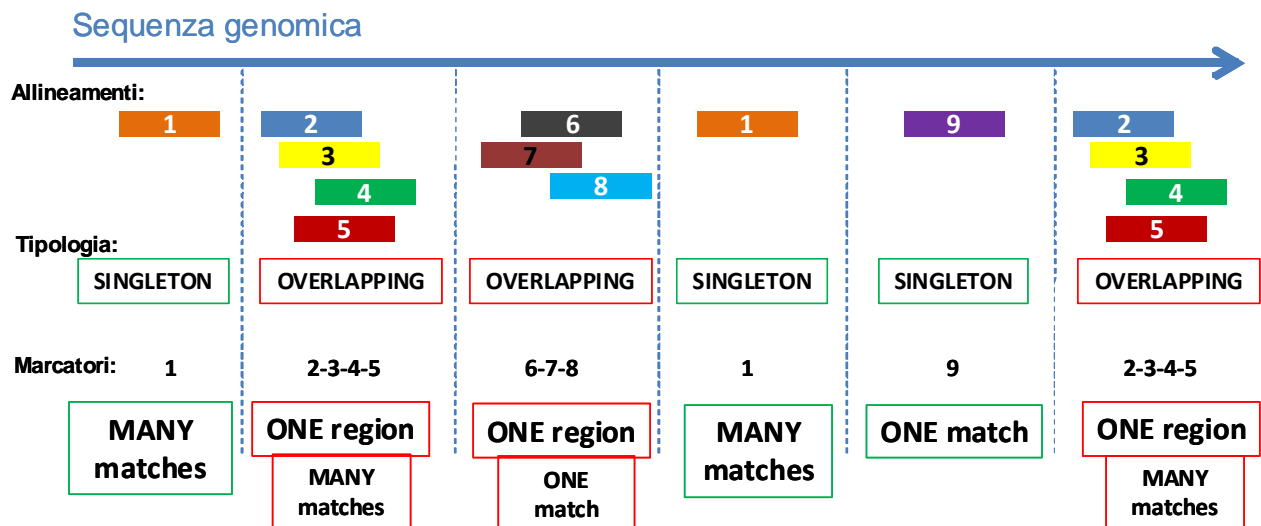 Sequenza genomica
Allineamenti:
1 2 6 1 9 2
3 7 3
4 8 4
5 5
Tipologia:
SINGLETON OVERLAPPING OVERLAPPING SINGLETON SINGLETON OVERLAPPING
Marcatori: 1 2-3-4-5 6-7-8 1 9 2-3-4-5
MANY ONE region ONE region MANY ONE match ONE region
matches matches
MANY ONE MANY
matches match matches